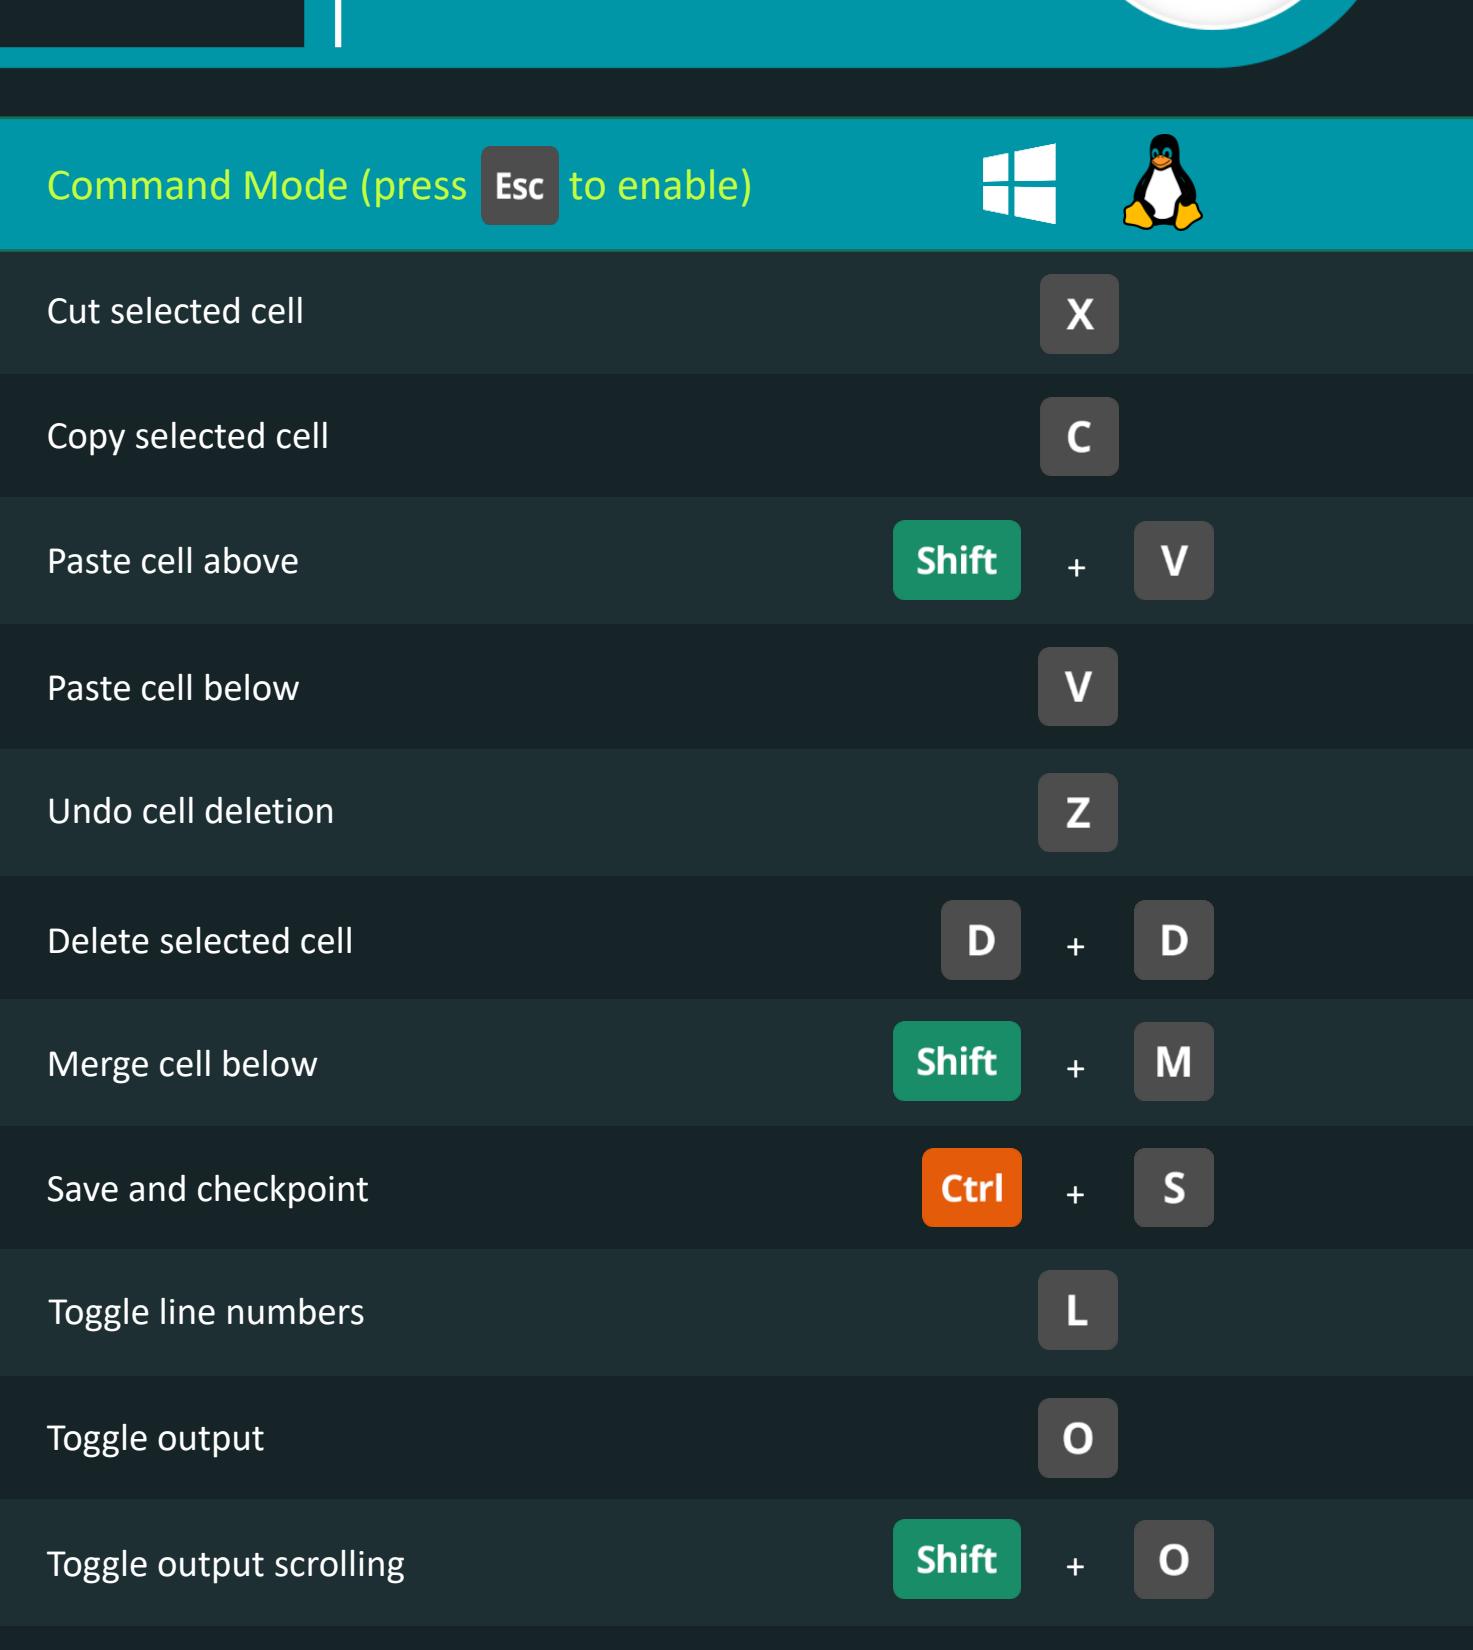 Command Mode (press Esc to enable)
Cut selected cell X
Copy selected cell C
Paste cell above Shift + V
Paste cell below V
Undo cell deletion Z
Delete selected cell D + D
Merge cell below Shift + M
Save and checkpoint Ctrl + S
Toggle line numbers L
Toggle output O
Toggle output scrolling Shift + O